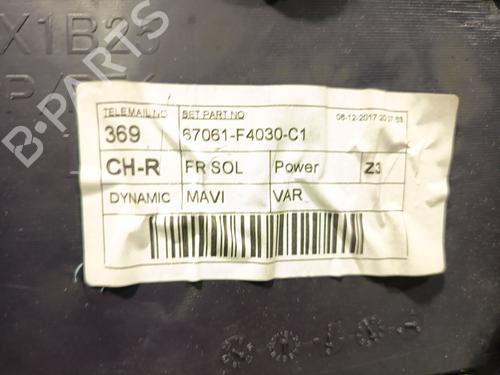 X1B25
B-PARTS
TELEMAIL NO SET PART NO 06-12-2017
369 67061-F4030-C1
CH-R FR SOL Power Z3
DYNAMIC MAVI VAR